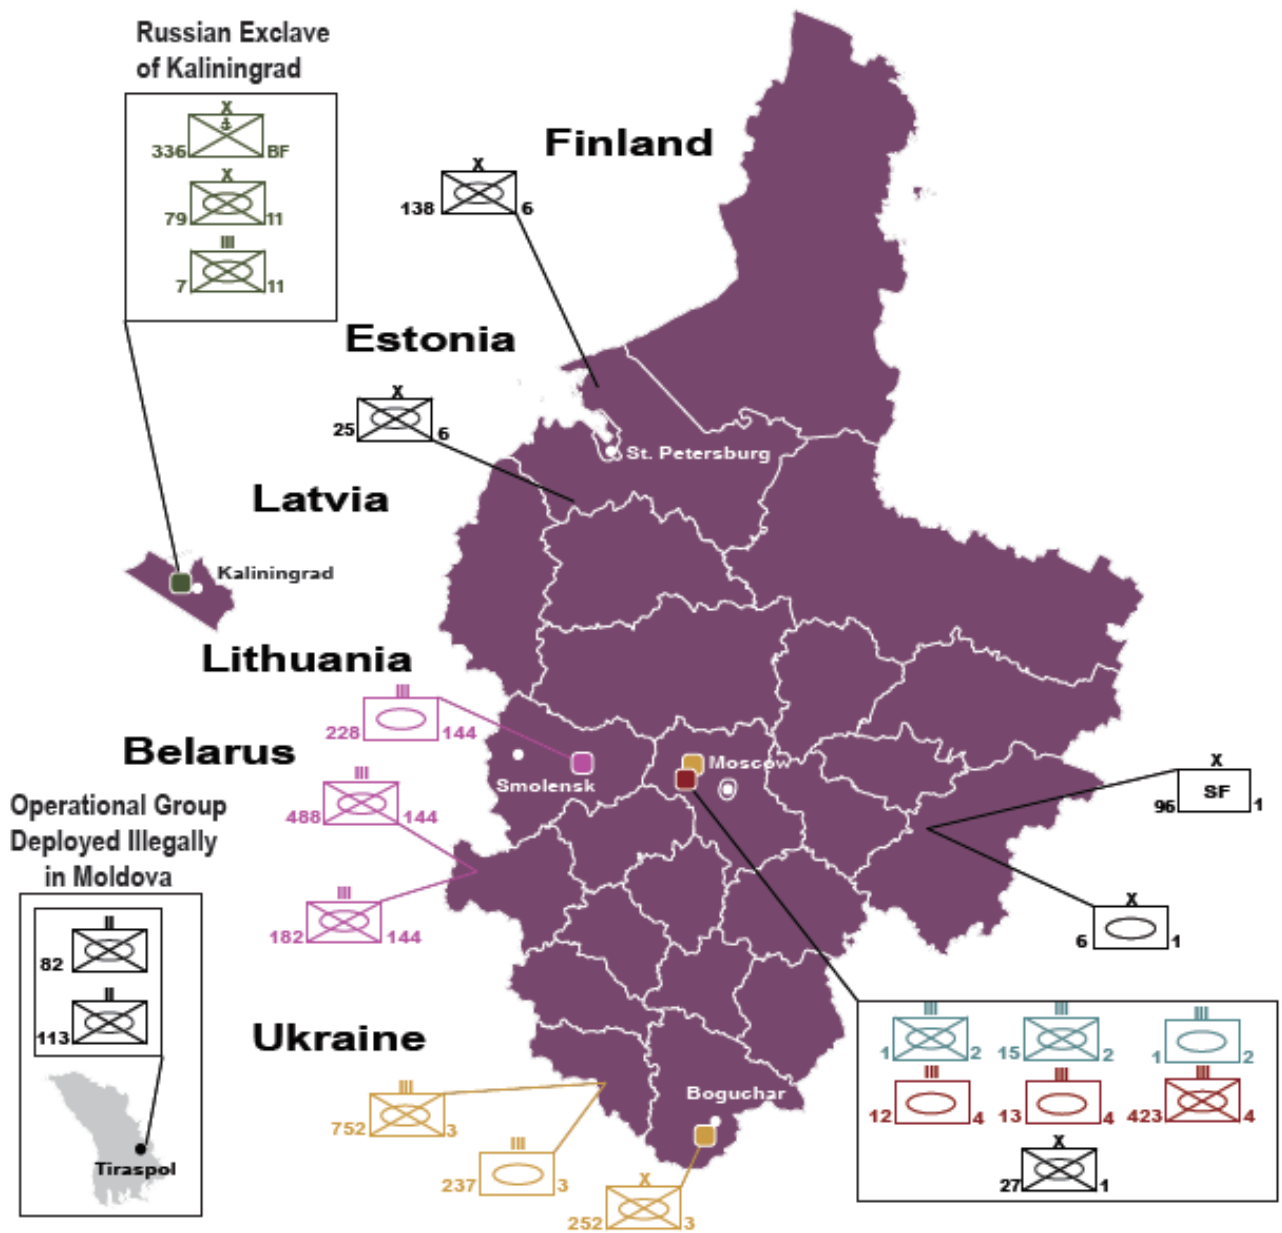 Russian Exclave
of Kaliningrad
X
336 BF
X
79 11
III
7 11
Finland
X
138 6
Estonia
X
25 6
St. Petersburg
Latvia
Kaliningrad
Lithuania
III
228 144
Belarus
Moscow
Smolensk
X
SF
96 1
III
488 144
Operational Group
Deployed Illegally
in Moldova
III
182 144
X
6 1
II
82
II
113
Tiraspol
Ukraine
III
752 3
III
237 3
Boguchar
X
252 3
III III III
1 2 15 2 1 2
III III III
12 4 13 4 423 4
X
27 1